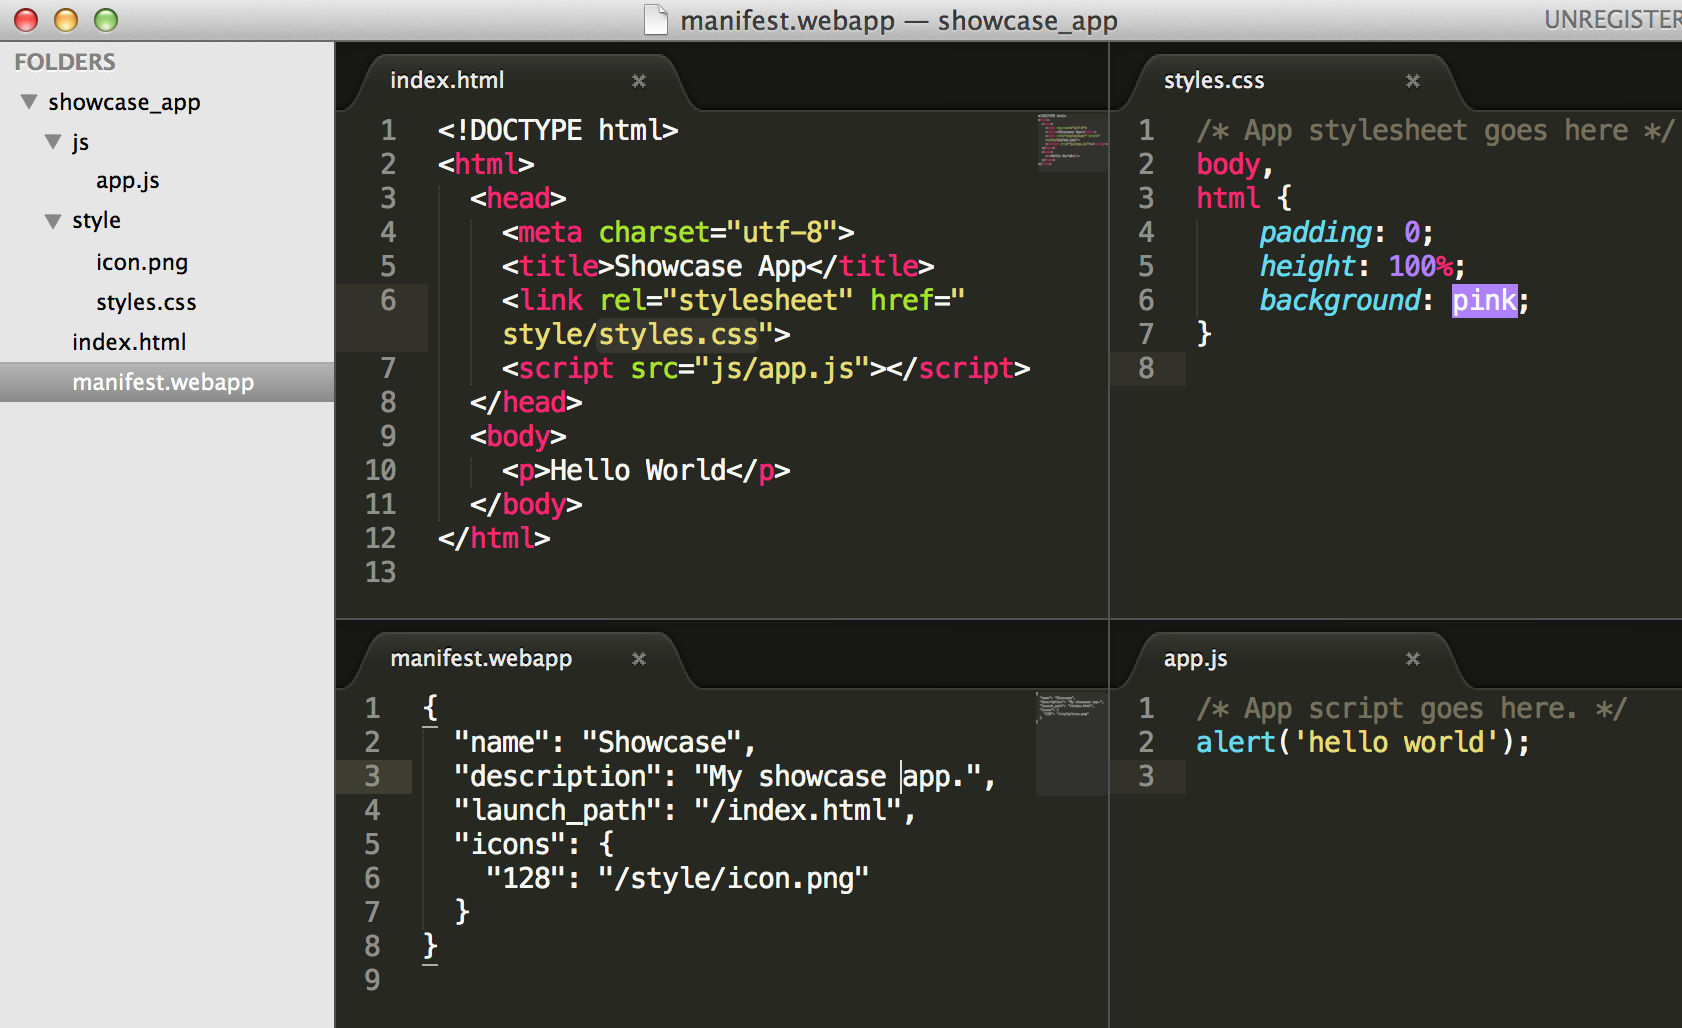 manifest.webapp — showcase_app
UNREGISTER
FOLDERS
showcase_app
js
app.js
style
icon.png
styles.css
index.html
manifest.webapp
index.html
1 <!DOCTYPE html>
2 <html>
3 <head>
4 <meta charset="utf-8">
5 <title>Showcase App</title>
6 <link rel="stylesheet" href="
style/styles.css">
7 <script src="js/app.js"></script>
8 </head>
9 <body>
10 <p>Hello World</p>
11 </body>
12 </html>
13
styles.css
1 /* App stylesheet goes here */
2 body,
3 html {
4 padding: 0;
5 height: 100%;
6 background: pink;
7 }
8
manifest.webapp
1 {
2 "name": "Showcase",
3 "description": "My showcase app.",
4 "launch_path": "/index.html",
5 "icons": {
6 "128": "/style/icon.png"
7 }
8 }
9
app.js
1 /* App script goes here. */
2 alert('hello world');
3